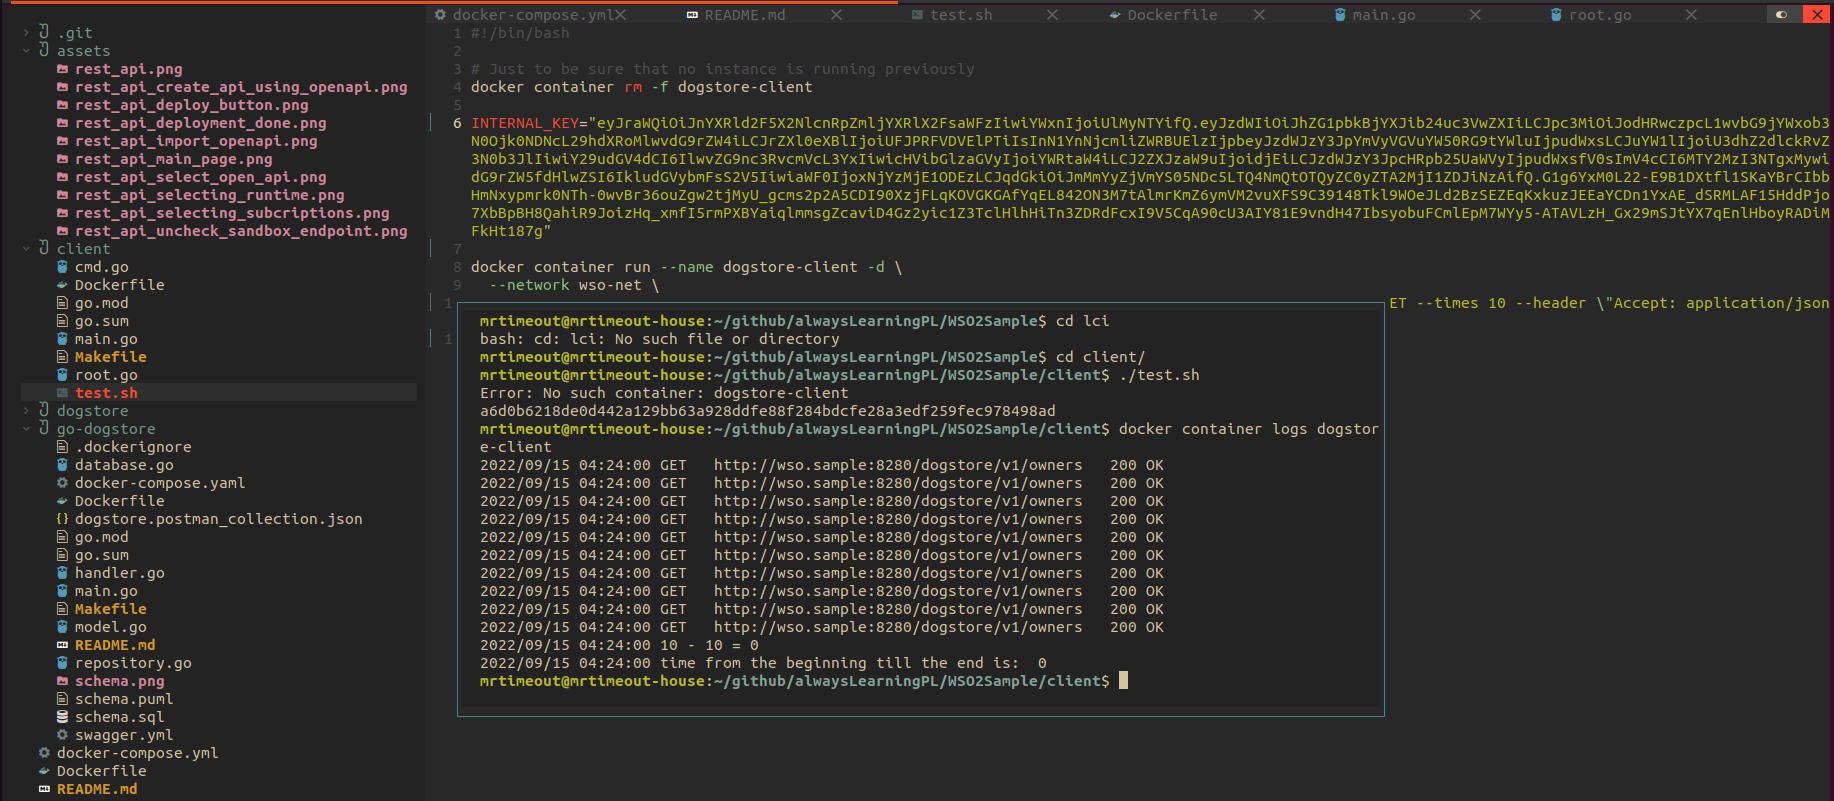 docker-compose.yml
README.md
test.sh
Dockerfile
main.go
root.go
.git
assets
rest_api.png
rest_api_create_api_using_openapi.png
rest_api_deploy_button.png
rest_api_deployment_done.png
rest_api_import_openapi.png
rest_api_main_page.png
rest_api_select_open_api.png
rest_api_selecting_runtime.png
rest_api_selecting_subcriptions.png
rest_api_uncheck_sandbox_endpoint.png
client
cmd.go
Dockerfile
go.mod
go.sum
main.go
Makefile
root.go
test.sh
dogstore
go-dogstore
.dockerignore
database.go
docker-compose.yaml
Dockerfile
dogstore.postman_collection.json
go.mod
go.sum
handler.go
main.go
Makefile
model.go
README.md
repository.go
schema.png
schema.puml
schema.sql
swagger.yml
docker-compose.yml
Dockerfile
README.md
1 #!/bin/bash
2
3 # Just to be sure that no instance is running previously
4 docker container rm -f dogstore-client
5
6 INTERNAL_KEY="
7
8 docker container run --name dogstore-client -d \
9 --network wso-net \
1 ET --times 10 --header \"Accept: application/json
1
mrtimeout@mrtimeout-house:~/github/alwaysLearningPL/WSO2Sample$ cd lci
bash: cd: lci: No such file or directory
mrtimeout@mrtimeout-house:~/github/alwaysLearningPL/WSO2Sample$ cd client/
mrtimeout@mrtimeout-house:~/github/alwaysLearningPL/WSO2Sample/client$ ./test.sh
Error: No such container: dogstore-client
a6d0b6218de0d442a129bb63a928ddfe88f284bdcfe28a3edf259fec978498ad
mrtimeout@mrtimeout-house:~/github/alwaysLearningPL/WSO2Sample/client$ docker container logs dogstor
e-client
2022/09/15 04:24:00 GET http://wso.sample:8280/dogstore/v1/owners 200 OK
2022/09/15 04:24:00 GET http://wso.sample:8280/dogstore/v1/owners 200 OK
2022/09/15 04:24:00 GET http://wso.sample:8280/dogstore/v1/owners 200 OK
2022/09/15 04:24:00 GET http://wso.sample:8280/dogstore/v1/owners 200 OK
2022/09/15 04:24:00 GET http://wso.sample:8280/dogstore/v1/owners 200 OK
2022/09/15 04:24:00 GET http://wso.sample:8280/dogstore/v1/owners 200 OK
2022/09/15 04:24:00 GET http://wso.sample:8280/dogstore/v1/owners 200 OK
2022/09/15 04:24:00 GET http://wso.sample:8280/dogstore/v1/owners 200 OK
2022/09/15 04:24:00 GET http://wso.sample:8280/dogstore/v1/owners 200 OK
2022/09/15 04:24:00 GET http://wso.sample:8280/dogstore/v1/owners 200 OK
2022/09/15 04:24:00 10 - 10 = 0
2022/09/15 04:24:00 time from the beginning till the end is: 0
mrtimeout@mrtimeout-house:~/github/alwaysLearningPL/WSO2Sample/client$